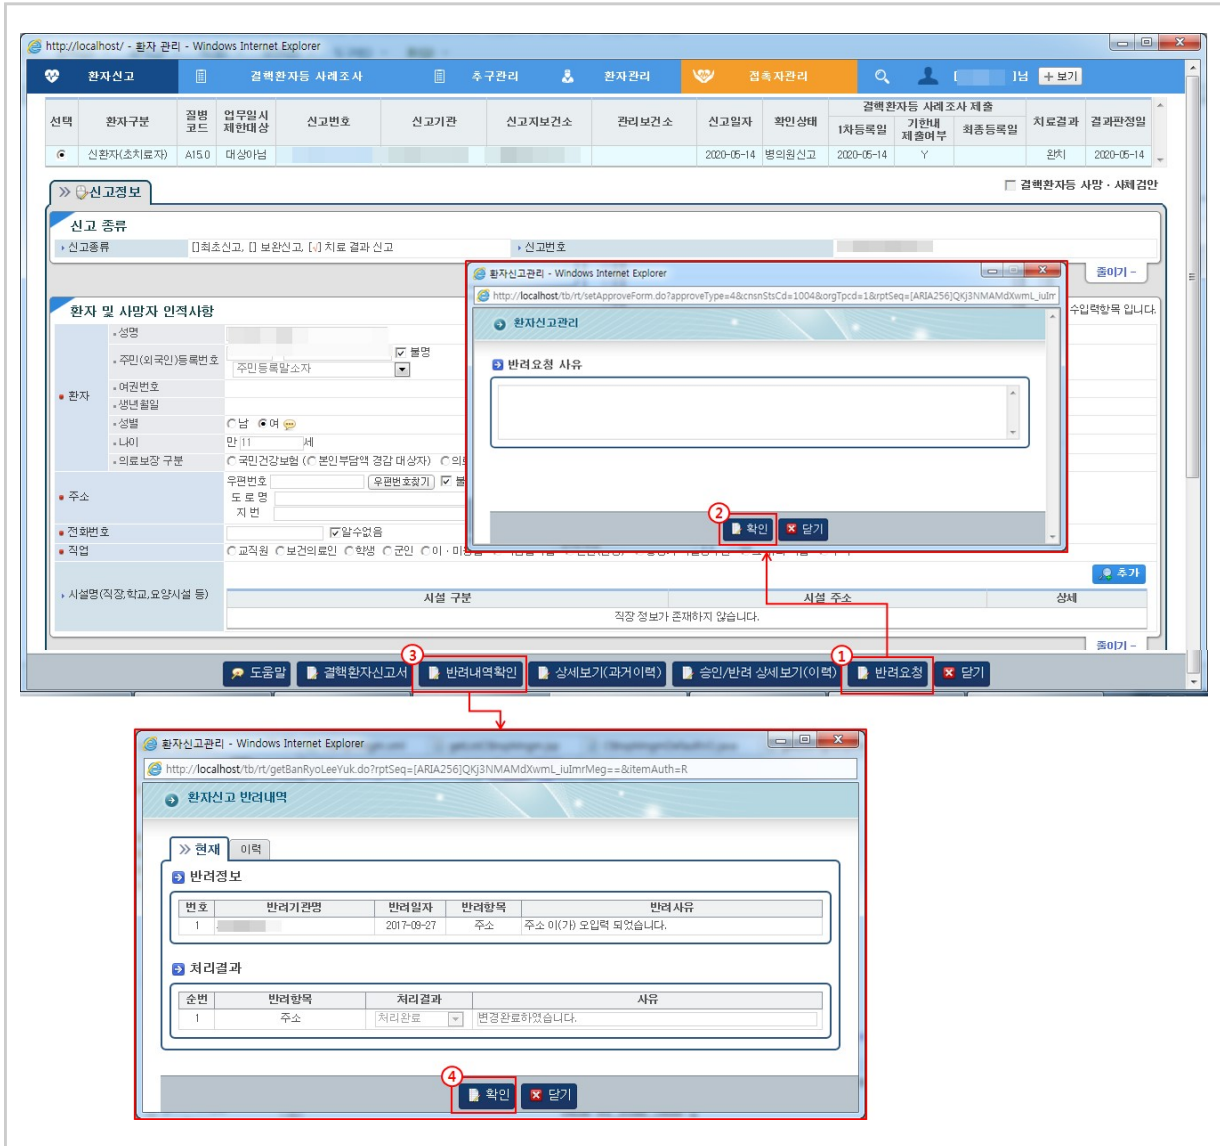 http://localhost/ - 환자 관리 - Windows Internet Explorer
환자신고 결핵환자등 사례조사 추구관리 환자관리 접촉자관리 [ ]님 + 보기
선택 환자구분 질병코드 업무일시제한대상 신고번호 신고기관 신고지보건소 관리보건소 신고일자 확인상태 결핵환자등 사례조사 제출 1차등록일 기한내제출여부 최종등록일 치료결과 결과판정일
신환자(초치료자) A15.0 대상아님 2020-05-14 병의원신고 2020-05-14 Y 완치 2020-05-14
신고정보
결핵환자등 사망 · 사체검안
신고 종류
신고종류 []최초신고, [] 보완신고, [√] 치료 결과 신고 신고번호
줄이기 -
환자 및 사망자 인적사항
수입력항목 입니다.
환자
성명
주민(외국인)등록번호 불명
주민등록말소자
여권번호
생년월일
성별 남 여
나이 만 11 세
의료보장 구분 국민건강보험 ( 본인부담액 경감 대상자)
주소
우편번호 우편번호찾기
도 로 명
지 번
전화번호 알수없음
직업 교직원 보건의료인 학생 군인
추가
시설명(직장,학교,요양시설 등)
시설 구분 시설 주소 상세
직장 정보가 존재하지 않습니다.
줄이기 -
도움말 결핵환자신고서 ③ 반려내역확인 상세보기(과거이력) 승인/반려 상세보기(이력) ① 반려요청 닫기
환자신고관리 - Windows Internet Explorer
http://localhost/tb/rt/setApproveForm.do?approveType=4&cnsnStsCd=1004&orgTpcd=1&rptSeq=[ARIA256]QKj3NMAMdXwmL_iuIm
환자신고관리
반려요청 사유
② 확인 닫기
환자신고관리 - Windows Internet Explorer
http://localhost/tb/rt/getBanRyoLeeYuk.do?rptSeq=[ARIA256]QKj3NMAMdXwmL_iuImrMeg==&itemAuth=R
환자신고 반려내역
현재 이력
반려정보
번호 반려기관명 반려일자 반려항목 반려사유
1 2017-09-27 주소 주소 이(가) 오입력 되었습니다.
처리결과
순번 반려항목 처리결과 사유
1 주소 처리완료 변경완료하였습니다.
④ 확인 닫기